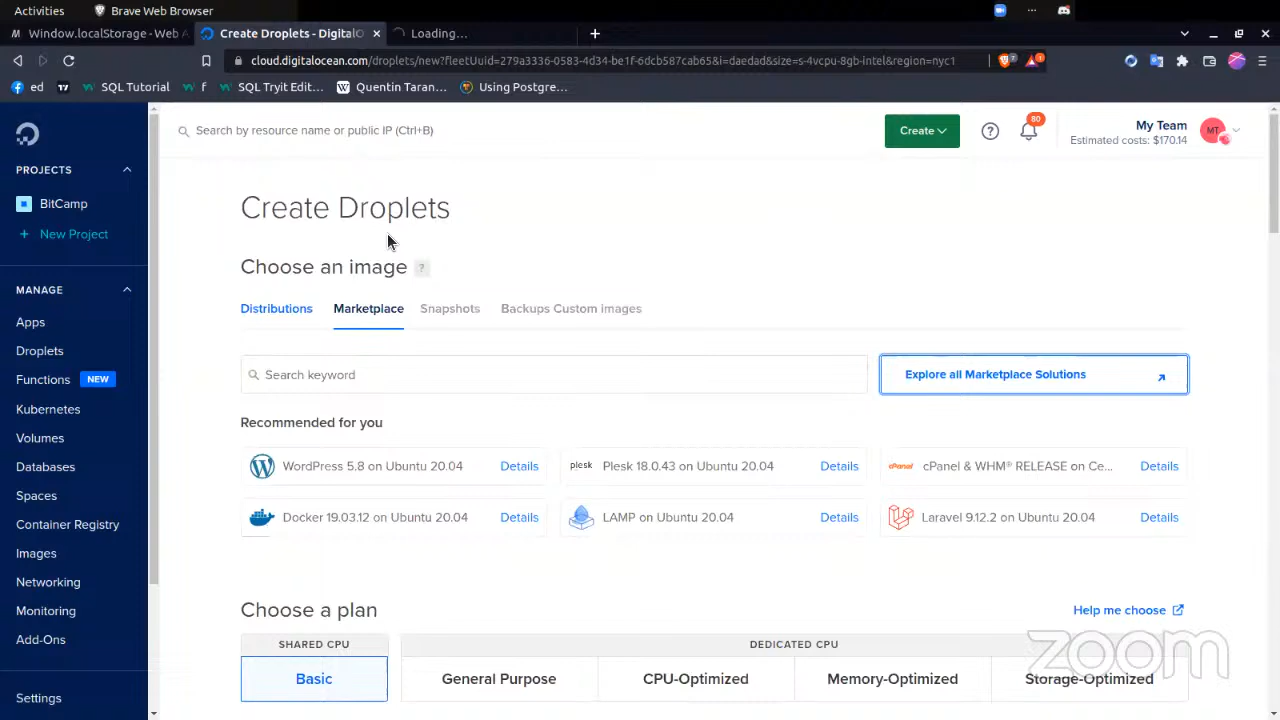 Activities
Brave Web Browser
Window.localStorage - Web A
Create Droplets - DigitalO
Loading...
cloud.digitalocean.com/droplets/new?fleetUuid=279a3336-0583-4d34-be1f-6dcb587cab65&i=daedad&size=s-4vcpu-8gb-intel&region=nyc1
7
1
ed
SQL Tutorial
f
SQL Tryit Edit...
Quentin Taran...
Using Postgre...
Search by resource name or public IP (Ctrl+B)
Create
?
80
My Team
Estimated costs: $170.14
MT
PROJECTS
BitCamp
+ New Project
MANAGE
Apps
Droplets
Functions NEW
Kubernetes
Volumes
Databases
Spaces
Container Registry
Images
Networking
Monitoring
Add-Ons
Settings
Create Droplets
Choose an image ?
Distributions
Marketplace
Snapshots
Backups Custom images
Search keyword
Explore all Marketplace Solutions
Recommended for you
WordPress 5.8 on Ubuntu 20.04 Details
plesk Plesk 18.0.43 on Ubuntu 20.04 Details
cPanel cPanel & WHM® RELEASE on Ce... Details
Docker 19.03.12 on Ubuntu 20.04 Details
LAMP on Ubuntu 20.04 Details
Laravel 9.12.2 on Ubuntu 20.04 Details
Choose a plan
Help me choose
SHARED CPU
DEDICATED CPU
Basic
General Purpose
CPU-Optimized
Memory-Optimized
Storage-Optimized
zoom